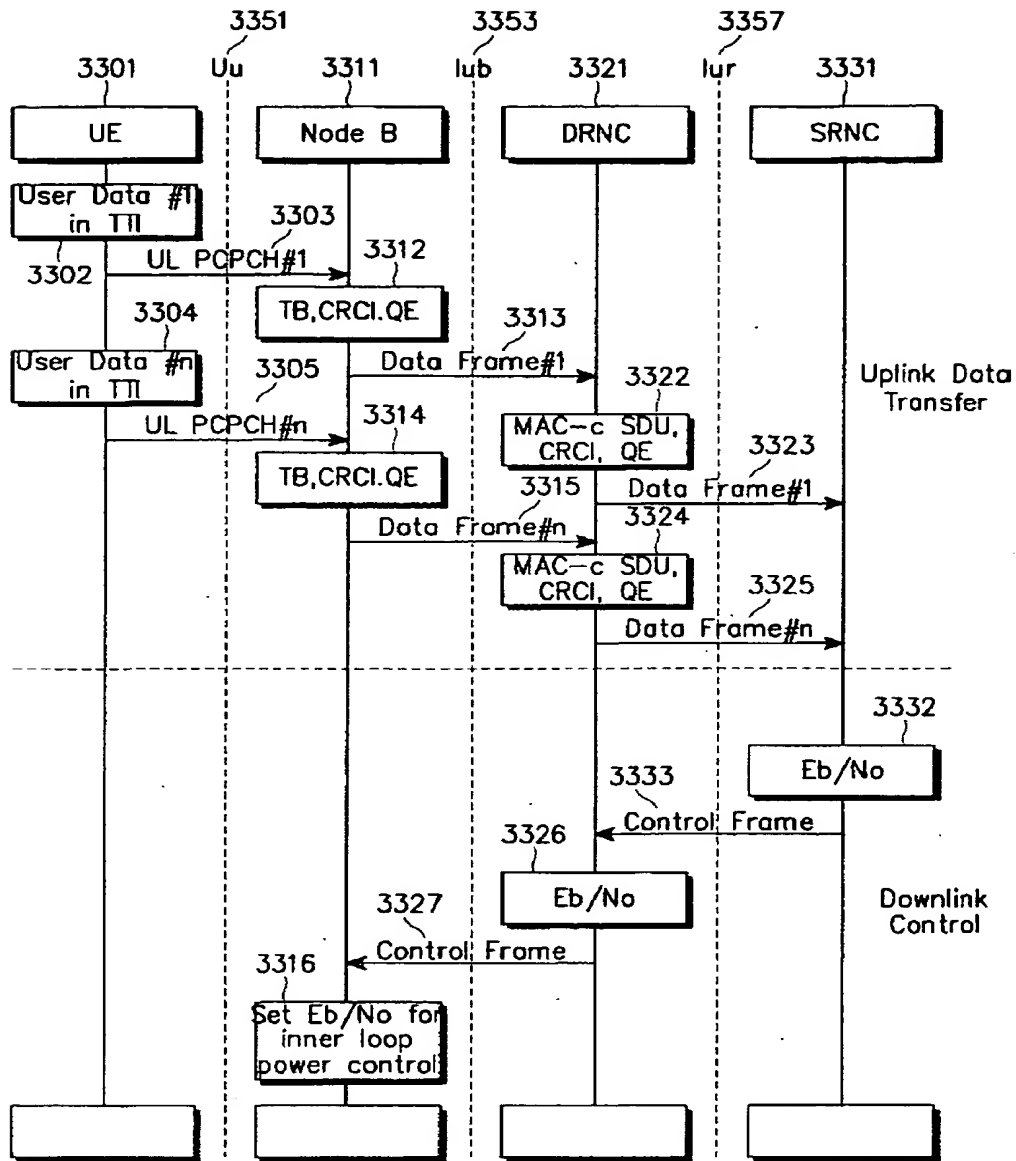 3351 3353 3357
3301 Uu 3311 Iub 3321 Iur 3331
UE Node B DRNC SRNC
User Data #1
in TTI
3302
3303
UL PCPCH#1
3312
TB,CRCI.QE
3304
User Data #n
in TTI
3313
Data Frame#1
3305
UL PCPCH#n
3314
TB,CRCI.QE
3322
MAC-c SDU,
CRCI, QE
Uplink Data
Transfer
3323
Data Frame#1
3315
Data Frame#n
3324
MAC-c SDU,
CRCI, QE
3325
Data Frame#n
3332
Eb/No
3333
Control Frame
3326
Eb/No
Downlink
Control
3327
Control Frame
3316
Set Eb/No for
inner loop
power control